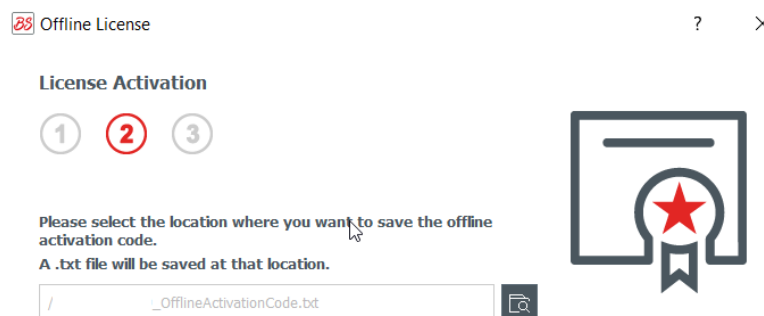 BS Offline License ?
License Activation
1 2 3
Please select the location where you want to save the offline
activation code.
A .txt file will be saved at that location.
/ _OfflineActivationCode.txt